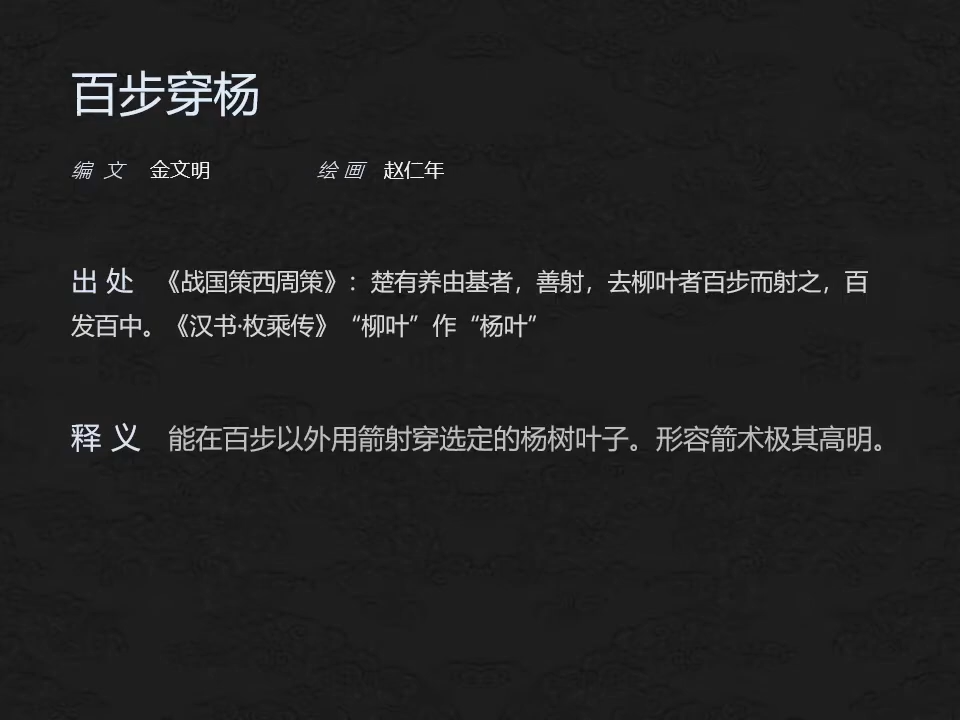 百步穿杨
编 文 金文明 绘 画 赵仁年
出 处 《战国策西周策》：楚有养由基者，善射，去柳叶者百步而射之，百
发百中。《汉书·枚乘传》“柳叶”作“杨叶”
释 义 能在百步以外用箭射穿选定的杨树叶子。形容箭术极其高明。